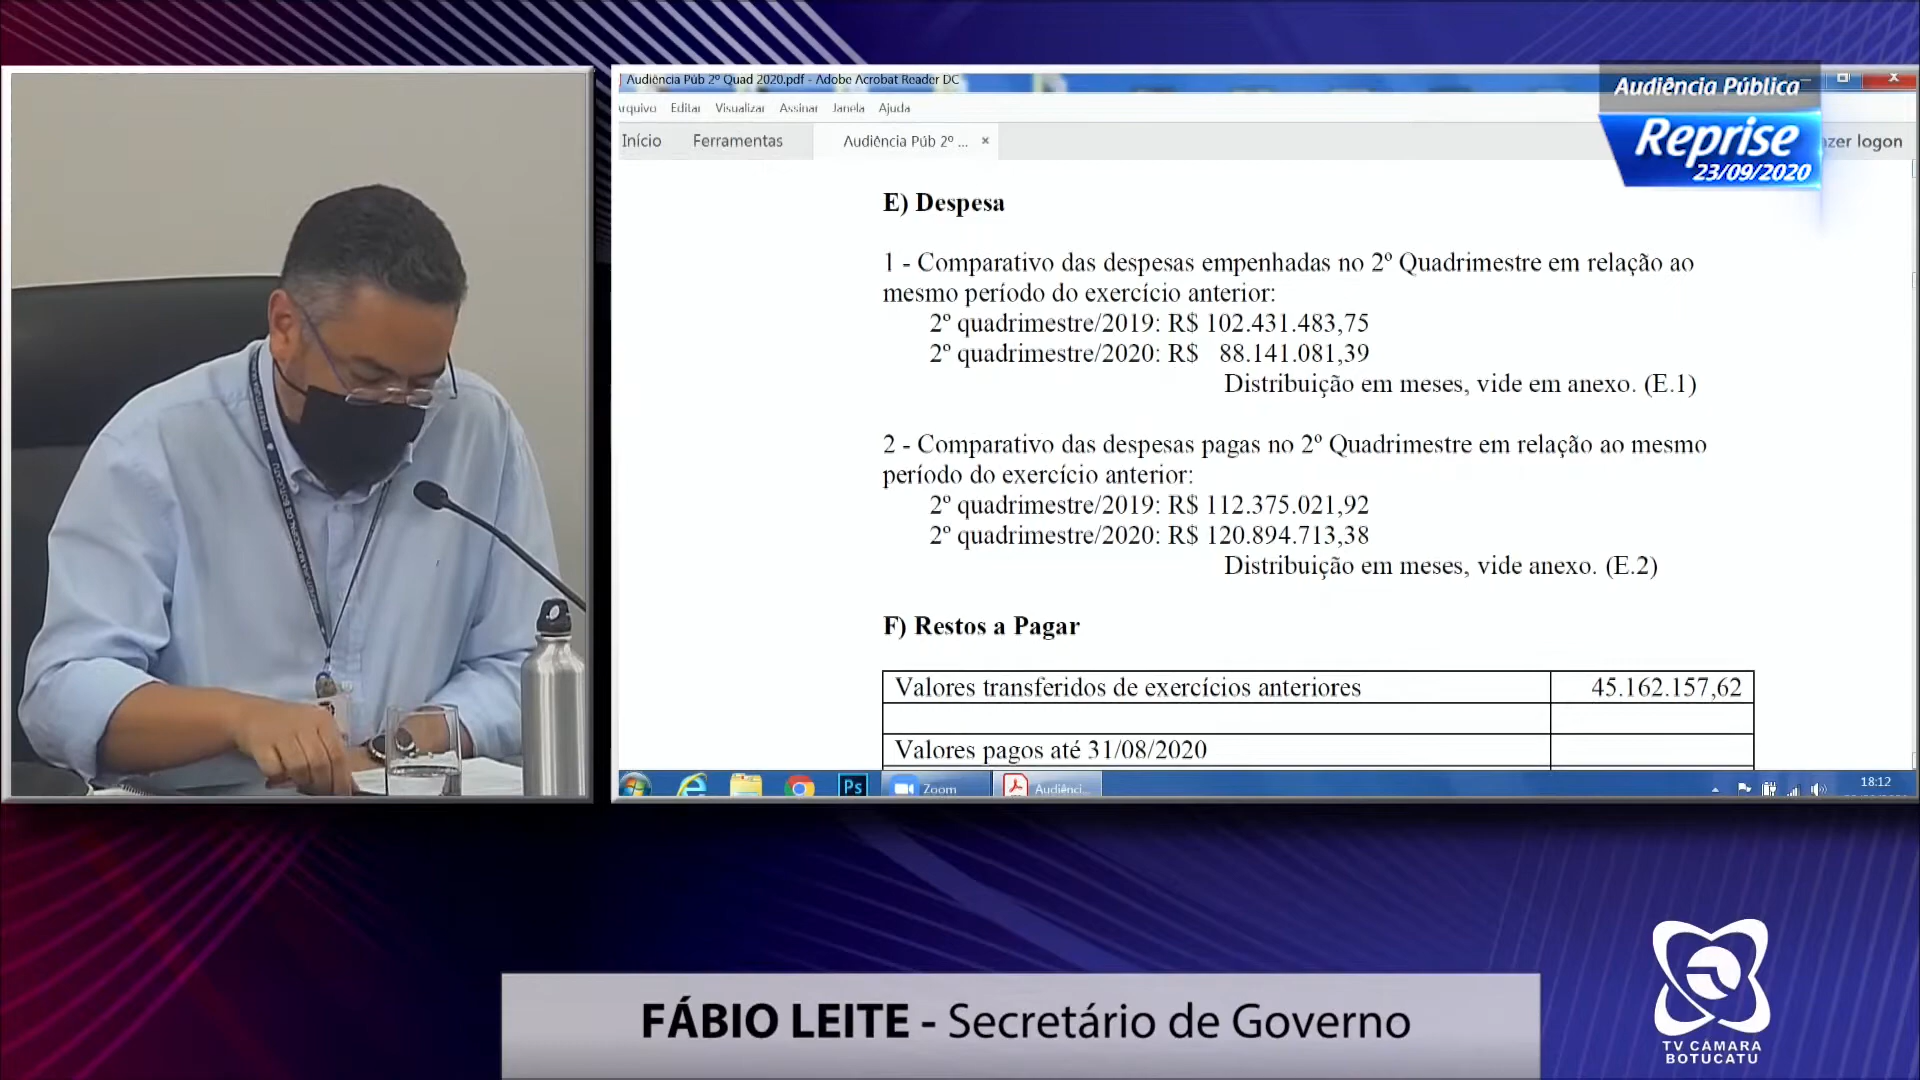 Audiência Púb 2º Quad 2020.pdf - Adobe Acrobat Reader DC
Audiência Pública
Reprise
23/09/2020
rquivo Editar Visualizar Assinar Janela Ajuda
Início Ferramentas Audiência Púb 2º ... × azer logon
E) Despesa
1 - Comparativo das despesas empenhadas no 2º Quadrimestre em relação ao
mesmo período do exercício anterior:
2º quadrimestre/2019: R$ 102.431.483,75
2º quadrimestre/2020: R$ 88.141.081,39
Distribuição em meses, vide em anexo. (E.1)
2 - Comparativo das despesas pagas no 2º Quadrimestre em relação ao mesmo
período do exercício anterior:
2º quadrimestre/2019: R$ 112.375.021,92
2º quadrimestre/2020: R$ 120.894.713,38
Distribuição em meses, vide anexo. (E.2)
F) Restos a Pagar
Valores transferidos de exercícios anteriores 45.162.157,62
Valores pagos até 31/08/2020
Ps Zoom Audiênci... 18:12
FÁBIO LEITE - Secretário de Governo
TV CÂMARA
BOTUCATU